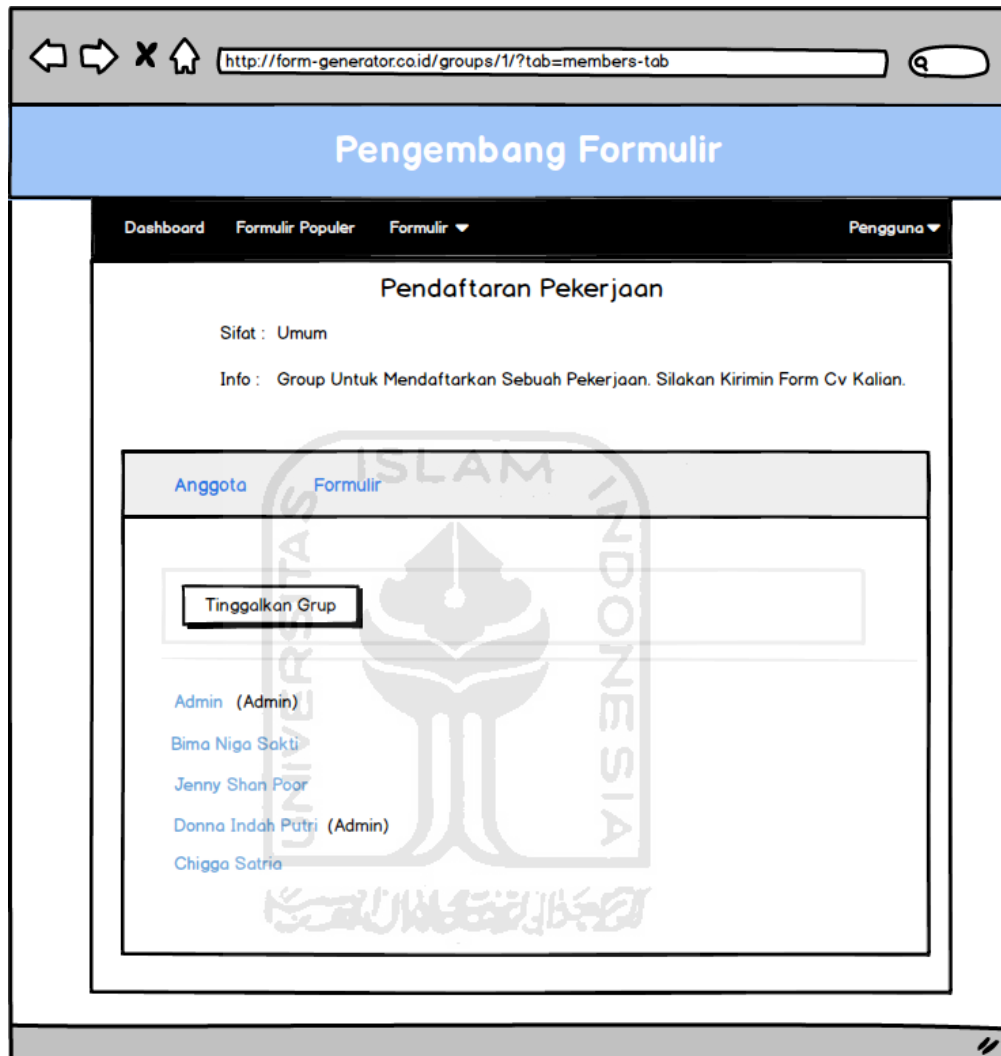 http://form-generator.co.id/groups/1/?tab=members-tab
Pengembang Formulir
Dashboard Formulir Populer Formulir Pengguna
Pendaftaran Pekerjaan
Sifat : Umum
Info : Group Untuk Mendaftarkan Sebuah Pekerjaan. Silakan Kirimin Form Cv Kalian.
Anggota Formulir
Tinggalkan Grup
Admin (Admin)
Bima Niga Sakti
Jenny Shan Poor
Donna Indah Putri (Admin)
Chigga Satria
UNIVERSITAS ISLAM INDONESIA